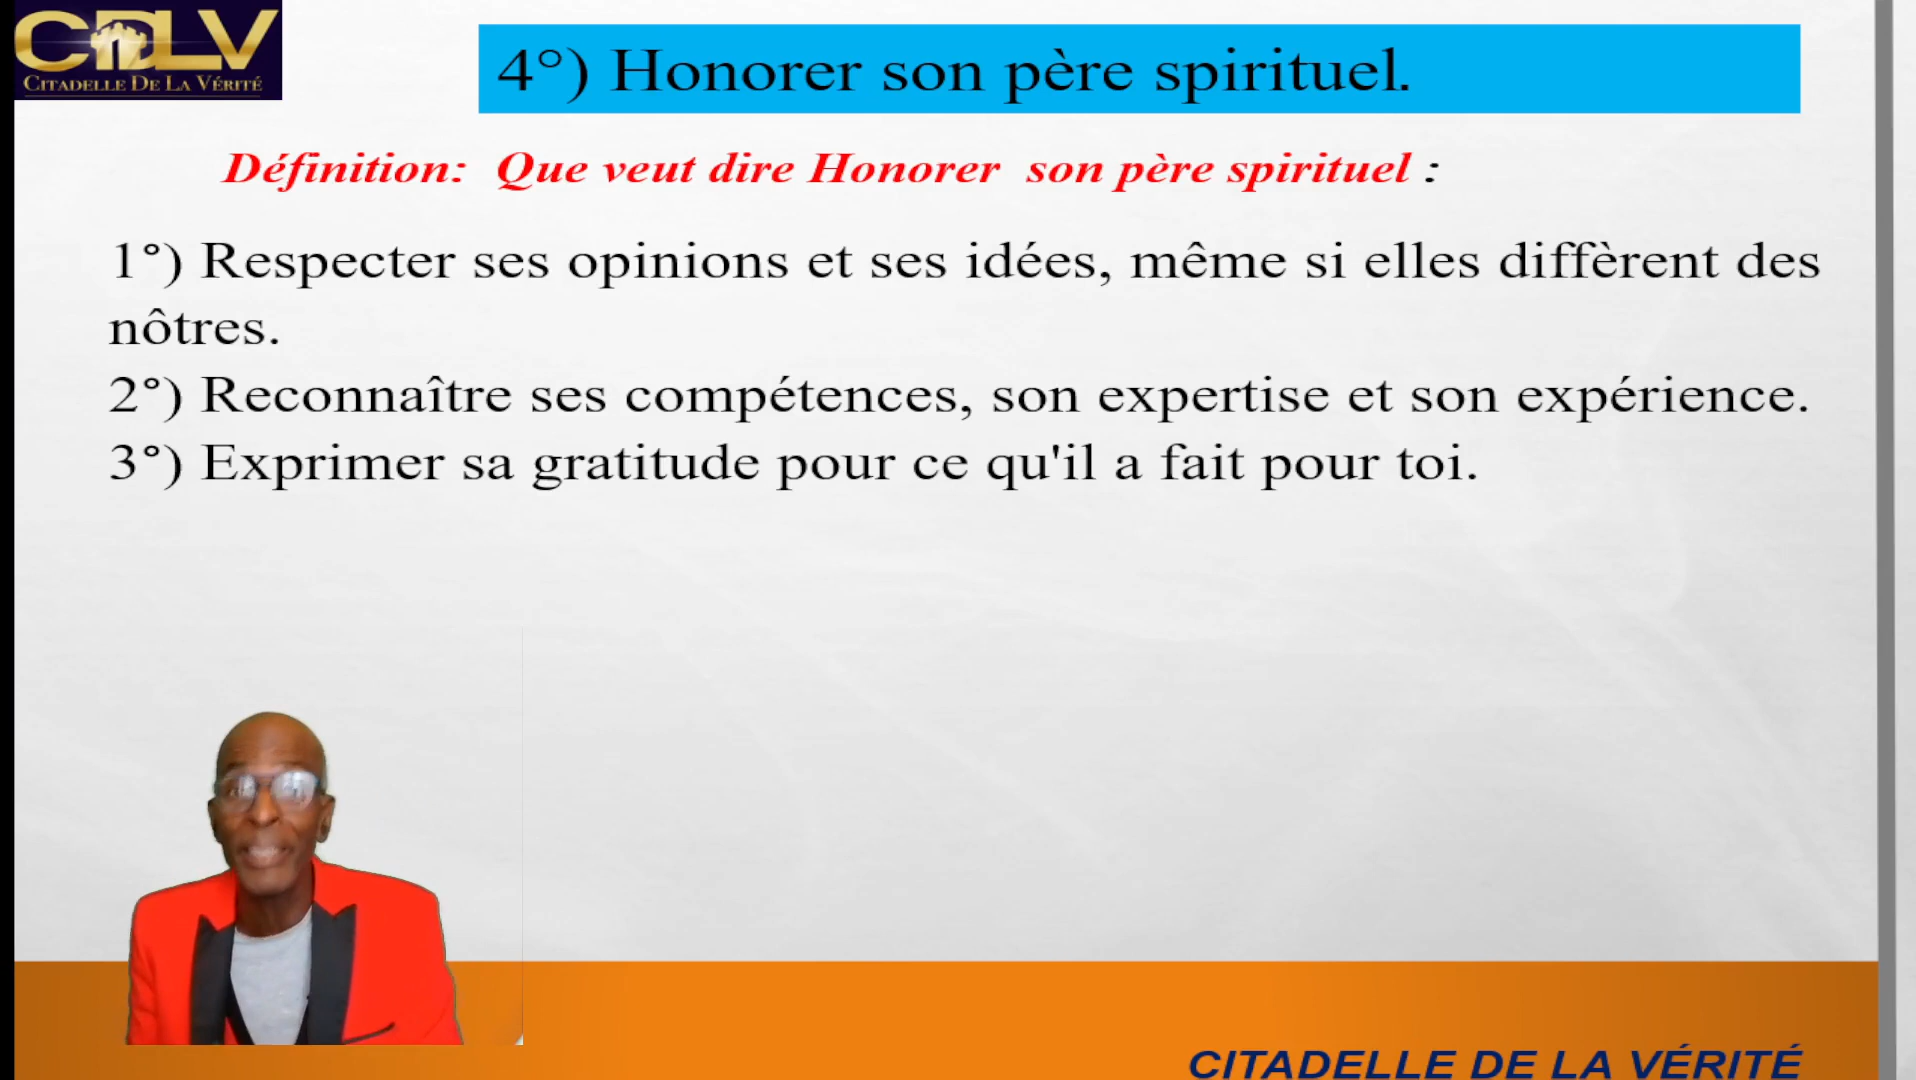 CDLV
CITADELLE DE LA VÉRITÉ
4°) Honorer son père spirituel.
Définition: Que veut dire Honorer son père spirituel :
1°) Respecter ses opinions et ses idées, même si elles diffèrent des
nôtres.
2°) Reconnaître ses compétences, son expertise et son expérience.
3°) Exprimer sa gratitude pour ce qu'il a fait pour toi.
CITADELLE DE LA VÉRITÉ